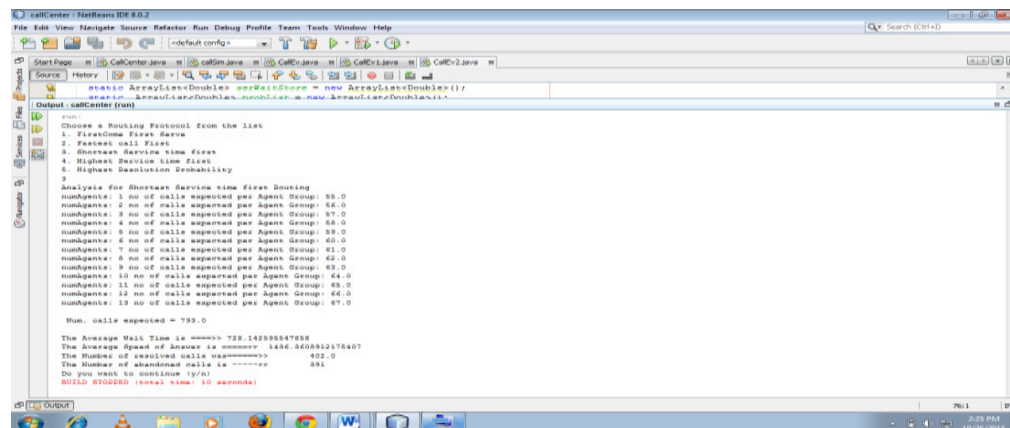 callCenter - NetBeans IDE 8.0.2
File Edit View Navigate Source Refactor Run Debug Profile Team Tools Window Help
Search (Ctrl+I)
<default config>
Start Page CallCenter.java callSim.java CallEv.java CallEv1.java CallEv2.java
Source History
static ArrayList<Double> serWaitStore = new ArrayList<Double>();
static ArrayList<Double> probList = new ArrayList<Double>();
Output - callCenter (run)
run:
Choose a Routing Protocol from the list
1. FirstCome First Serve
2. Fastest call First
3. Shortest Service time first
4. Highest Service time first
5. Highest Resolution Probability
3
Analysis for Shortest Service time first Routing
numAgents: 1 no of calls expected per Agent Group: 55.0
numAgents: 2 no of calls expected per Agent Group: 56.0
numAgents: 3 no of calls expected per Agent Group: 57.0
numAgents: 4 no of calls expected per Agent Group: 58.0
numAgents: 5 no of calls expected per Agent Group: 59.0
numAgents: 6 no of calls expected per Agent Group: 60.0
numAgents: 7 no of calls expected per Agent Group: 61.0
numAgents: 8 no of calls expected per Agent Group: 62.0
numAgents: 9 no of calls expected per Agent Group: 63.0
numAgents: 10 no of calls expected per Agent Group: 64.0
numAgents: 11 no of calls expected per Agent Group: 65.0
numAgents: 12 no of calls expected per Agent Group: 66.0
numAgents: 13 no of calls expected per Agent Group: 67.0
Num. calls expected = 793.0
The Average Wait Time is ====>> 728.142595547858
The Average Speed of Answer is =====>> 1436.3608912175407
The Number of resolved calls was======>> 402.0
The Number of abandoned calls is -----&gt;> 391
Do you want to continue (y/n)
BUILD STOPPED (total time: 10 seconds)
Projects
Files
Services
Navigator
Output
76:1
2:25 PM